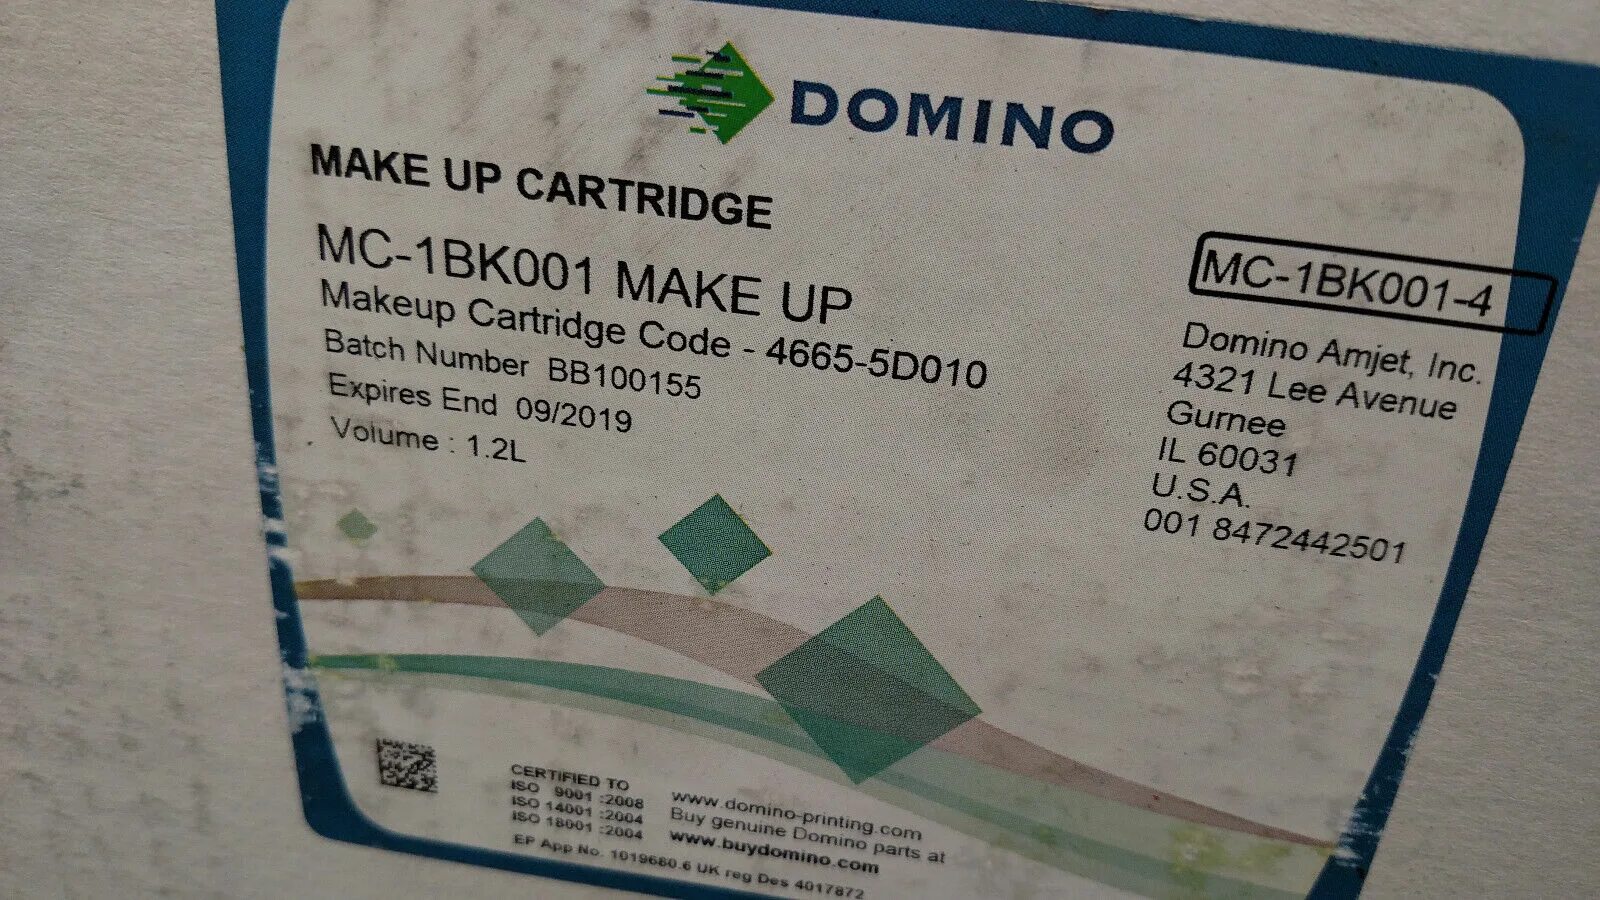 DOMINO
MAKE UP CARTRIDGE
MC-1BK001 MAKE UP
Makeup Cartridge Code - 4665-5D010
Batch Number BB100155
Expires End 09/2019
Volume : 1.2L
MC-1BK001-4
Domino Amjet, Inc.
4321 Lee Avenue
Gurnee
IL 60031
U.S.A.
001 8472442501
CERTIFIED TO
ISO 9001 :2008
ISO 14001 :2004
ISO 18001 :2004
EP App No. 1019680.6 UK reg Des 4017872
www.domino-printing.com
Buy genuine Domino parts at
www.buydomino.com